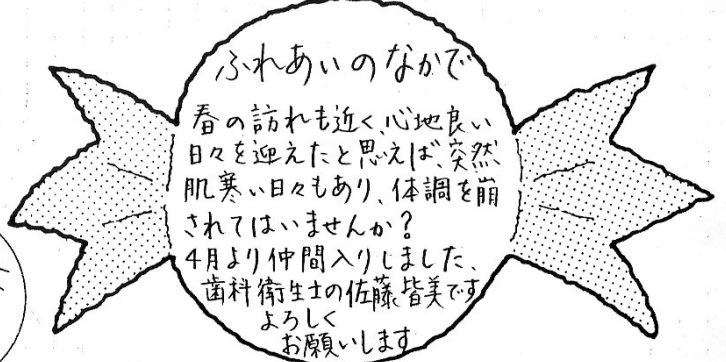 ふれあいのなかで
春の訪れも近く、心地良い
日々を迎えたと思えば、突然
肌寒い日々もあり、体調を崩
されてはいませんか？
4月より仲間入りしました、
歯科衛生士の佐藤皆美です
よろしく
お願いします